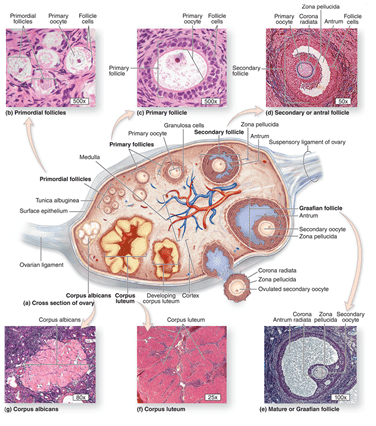 Primordial
follicles
Primary
oocyte
Follicle
cells
500x
(b) Primordial follicles
Primary
oocyte
Follicle
cells
Primary
follicle
500x
(c) Primary follicle
Zona pellucida
Primary
oocyte
Corona
radiata
Antrum
Follicle
cells
Secondary
follicle
50x
(d) Secondary or antral follicle
Granulosa cells
Primary oocyte
Primary follicles
Medulla
Primordial follicles
Tunica albuginea
Surface epithelium
Secondary follicle
Zona pellucida
Antrum
Suspensory ligament of ovary
Graafian follicle
Antrum
Secondary oocyte
Zona pellucida
Ovarian ligament
(a) Cross section of ovary
Corpus albicans
Corpus
luteum
Developing
corpus luteum
Cortex
Corona radiata
Zona pellucida
Ovulated secondary oocyte
Corpus albicans
80x
(g) Corpus albicans
Corpus luteum
25x
(f) Corpus luteum
Antrum
Corona
radiata
Zona
pellucida
Secondary
oocyte
100x
(e) Mature or Graafian follicle